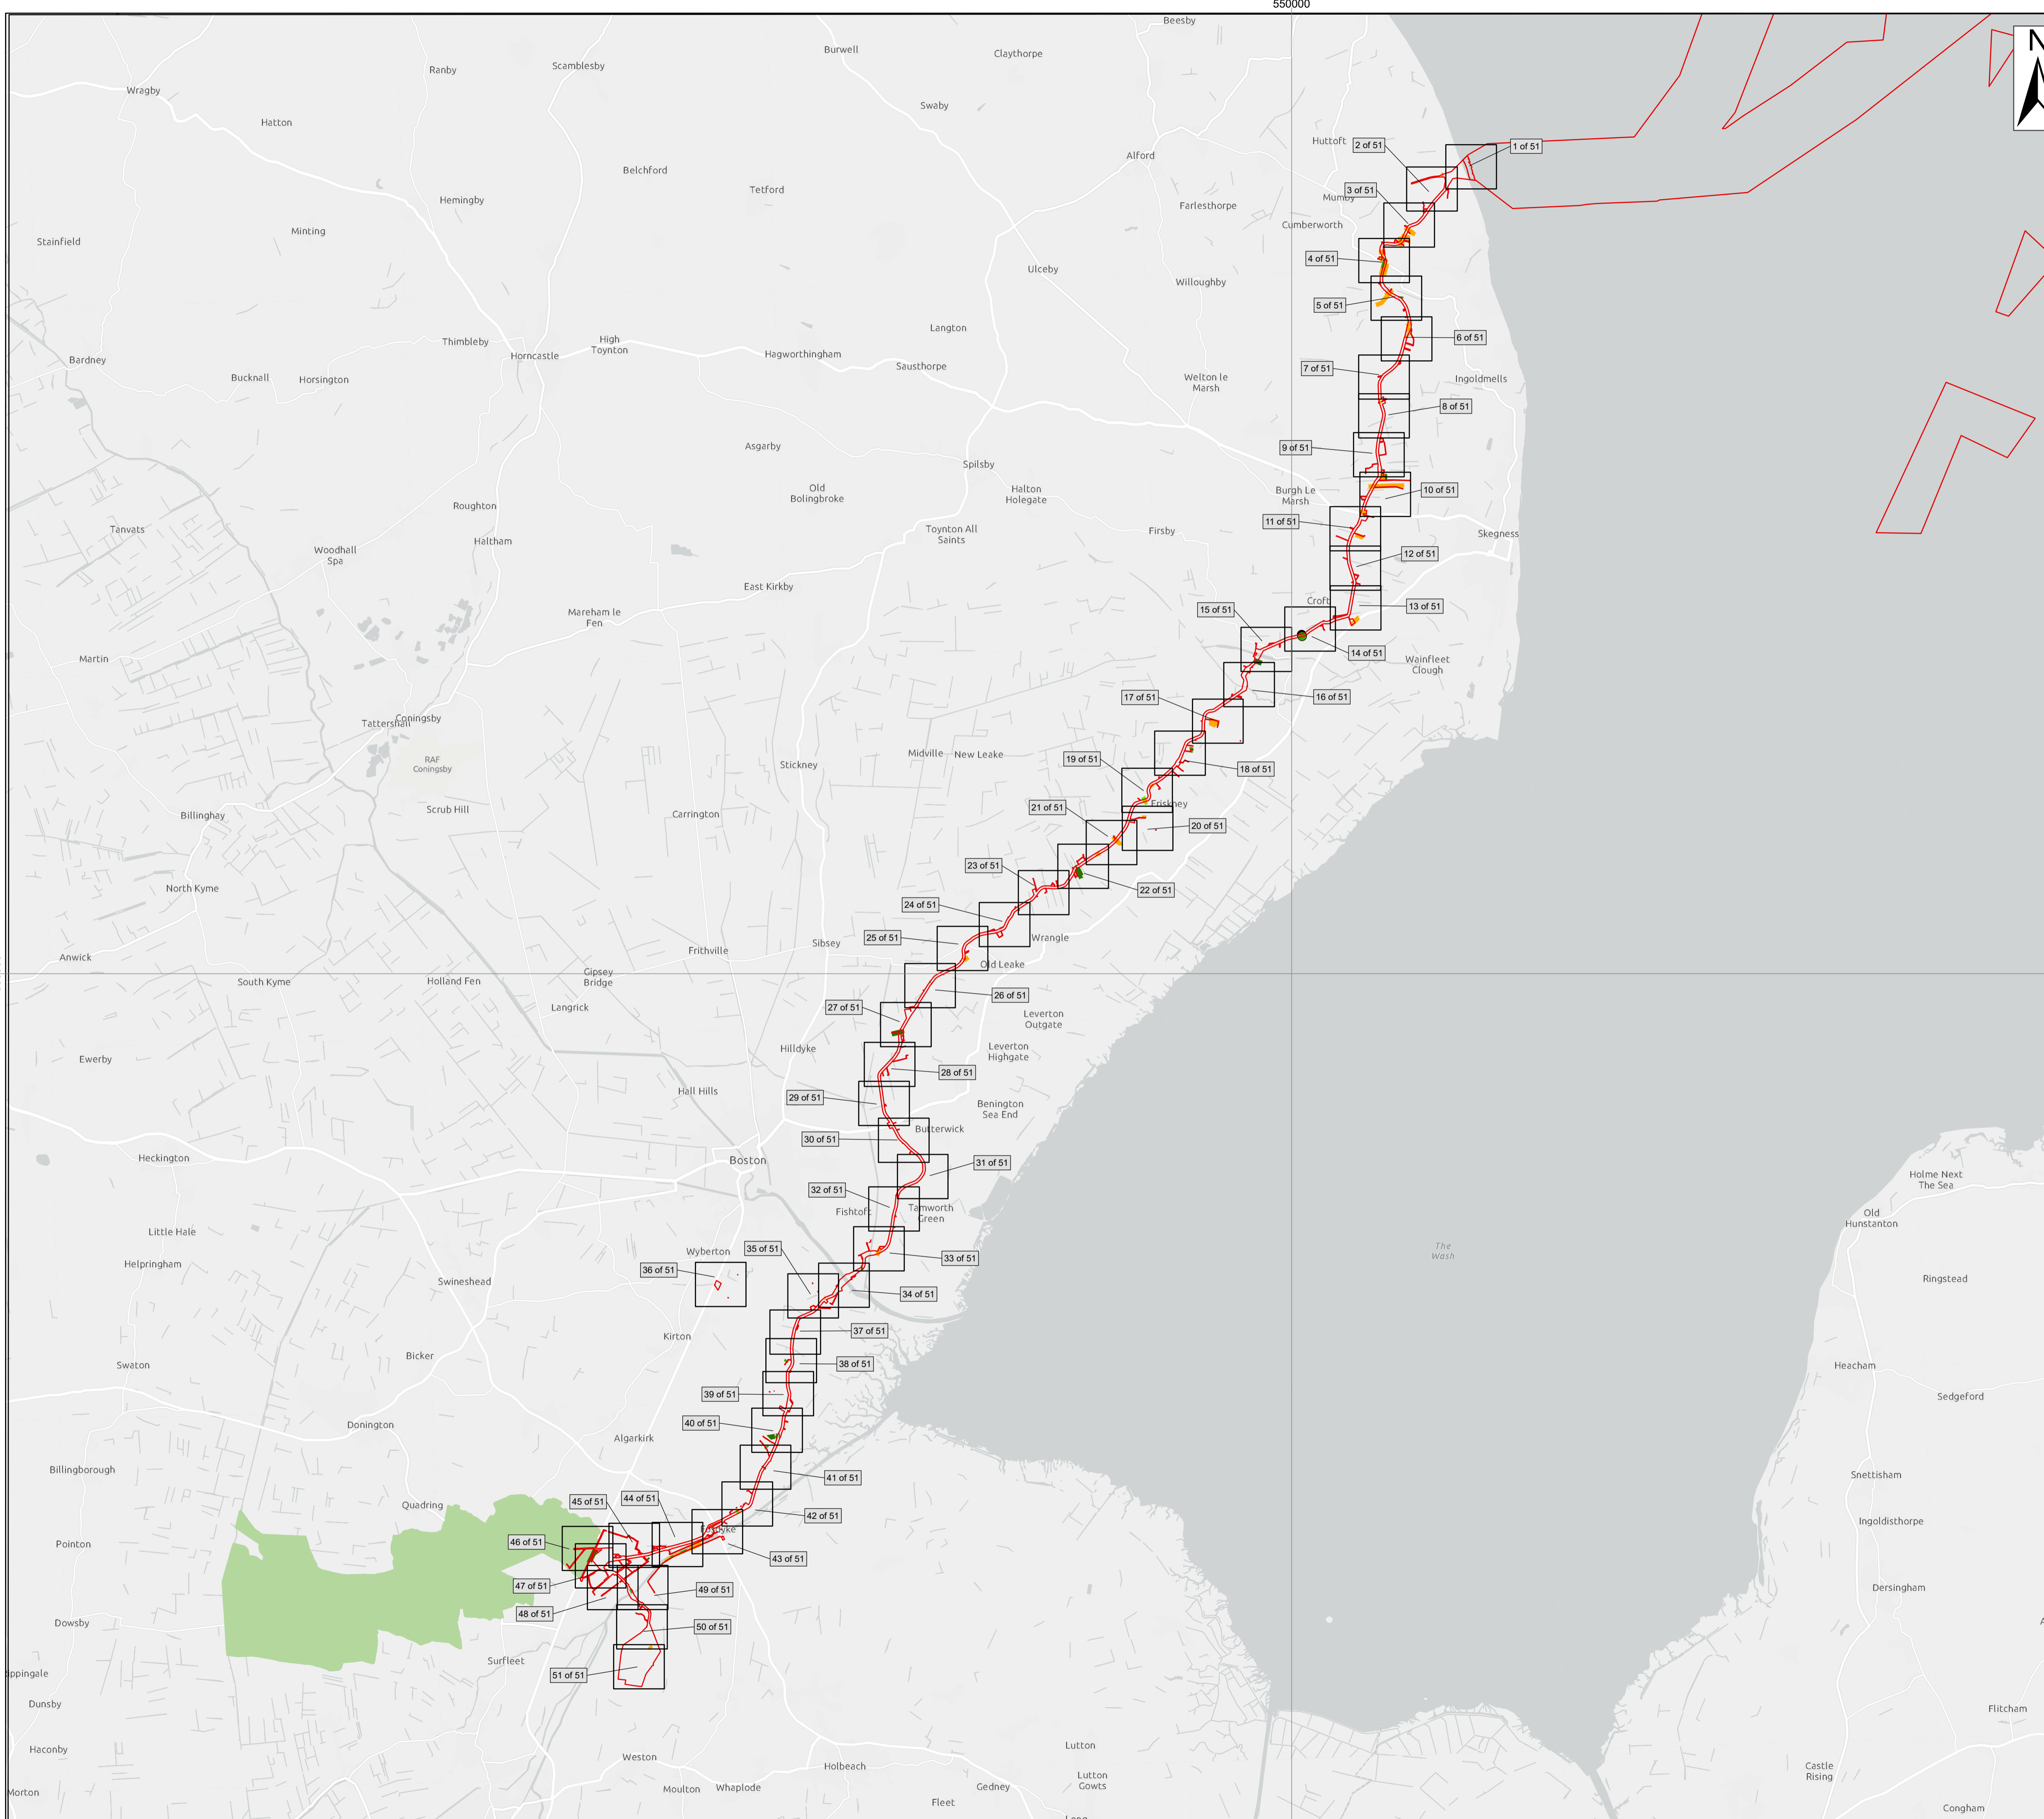 550000
Beesby
Burwell
Claythorpe
Ranby
Scamblesby
N
Wragby
Swaby
Hatton
Huttoft
2 of 51
1 of 51
Alford
Belchford
Tetford
3 of 51
Mumby
Hemingby
Farlesthorpe
Cumberworth
Minting
Stainfield
4 of 51
Ulceby
Willoughby
5 of 51
Langton
6 of 51
Thimbleby
High
Toynton
Horncastle
Hagworthingham
Bardney
Sausthorpe
7 of 51
Bucknall
Horsington
Welton le
Marsh
Ingoldmells
8 of 51
Asgarby
9 of 51
Spilsby
Old
Bolingbroke
Halton
Holegate
Burgh Le
Marsh
10 of 51
Roughton
11 of 51
Tanvats
Toynton All
Saints
Firsby
Skegness
Haltham
Woodhall
Spa
12 of 51
East Kirkby
Croft
15 of 51
13 of 51
Mareham le
Fen
14 of 51
Martin
Wainfleet
Clough
17 of 51
16 of 51
Coningsby
Tattershall
Midville
New Leake
RAF
Coningsby
Stickney
19 of 51
18 of 51
Friskney
21 of 51
Scrub Hill
Carrington
Billinghay
20 of 51
23 of 51
North Kyme
22 of 51
24 of 51
25 of 51
Wrangle
Sibsey
Frithville
Anwick
Old Leake
Gipsey
Bridge
South Kyme
Holland Fen
26 of 51
27 of 51
Langrick
Leverton
Outgate
Hilldyke
Leverton
Highgate
Ewerby
28 of 51
Hall Hills
29 of 51
Benington
Sea End
Butterwick
30 of 51
Heckington
Boston
31 of 51
Holme Next
The Sea
32 of 51
Fishtoft
Tamworth
Green
Old
Hunstanton
Little Hale
35 of 51
Wyberton
33 of 51
The
Wash
Helpringham
36 of 51
Swineshead
Ringstead
34 of 51
Kirton
37 of 51
Bicker
38 of 51
Swaton
Heacham
39 of 51
Sedgeford
Donington
40 of 51
Algarkirk
Billingborough
41 of 51
Snettisham
45 of 51
44 of 51
Quadring
42 of 51
Ingoldisthorpe
Fosdyke
46 of 51
Pointon
43 of 51
47 of 51
49 of 51
Dersingham
48 of 51
Dowsby
50 of 51
Surfleet
51 of 51
ppingale
Dunsby
Flitcham
Haconby
Lutton
Weston
Holbeach
Castle
Rising
Lutton
Gowts
Moulton
Whaplode
Gedney
Morton
Fleet
Congham